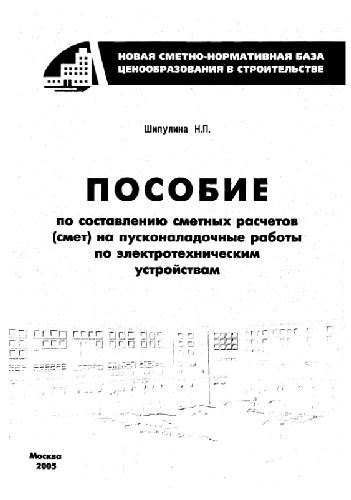 НОВАЯ СМЕТНО-НОРМАТИВНАЯ БАЗА
ЦЕНООБРАЗОВАНИЯ В СТРОИТЕЛЬСТВЕ
Шипулина Н.П.
ПОСОБИЕ
по составлению сметных расчетов
(смет) на пусконаладочные работы
по электротехническим
устройствам
Москва
2005